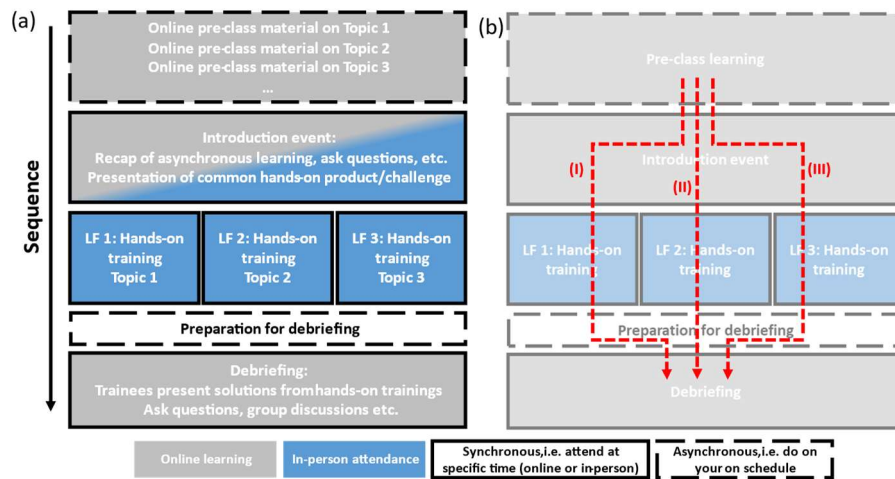 (a)
Sequence
Online pre-class material on Topic 1
Online pre-class material on Topic 2
Online pre-class material on Topic 3
...
Introduction event:
Recap of asynchronous learning, ask questions, etc.
Presentation of common hands-on product/challenge
LF 1: Hands-on
training
Topic 1
LF 2: Hands-on
training
Topic 2
LF 3: Hands-on
training
Topic 3
Preparation for debriefing
Debriefing:
Trainees present solutions fromhands-on trainings
Ask questions, group discussions etc.
(b)
Pre-class learning
Introduction event
(I)
(II)
(III)
LF 1: Hands-on
training
LF 2: Hands-on
training
LF 3: Hands-on
training
Preparation for debriefing
Debriefing
Online learning
In-person attendance
Synchronous,i.e. attend at
specific time (online or inperson)
Asynchronous,i.e. do on
your on schedule